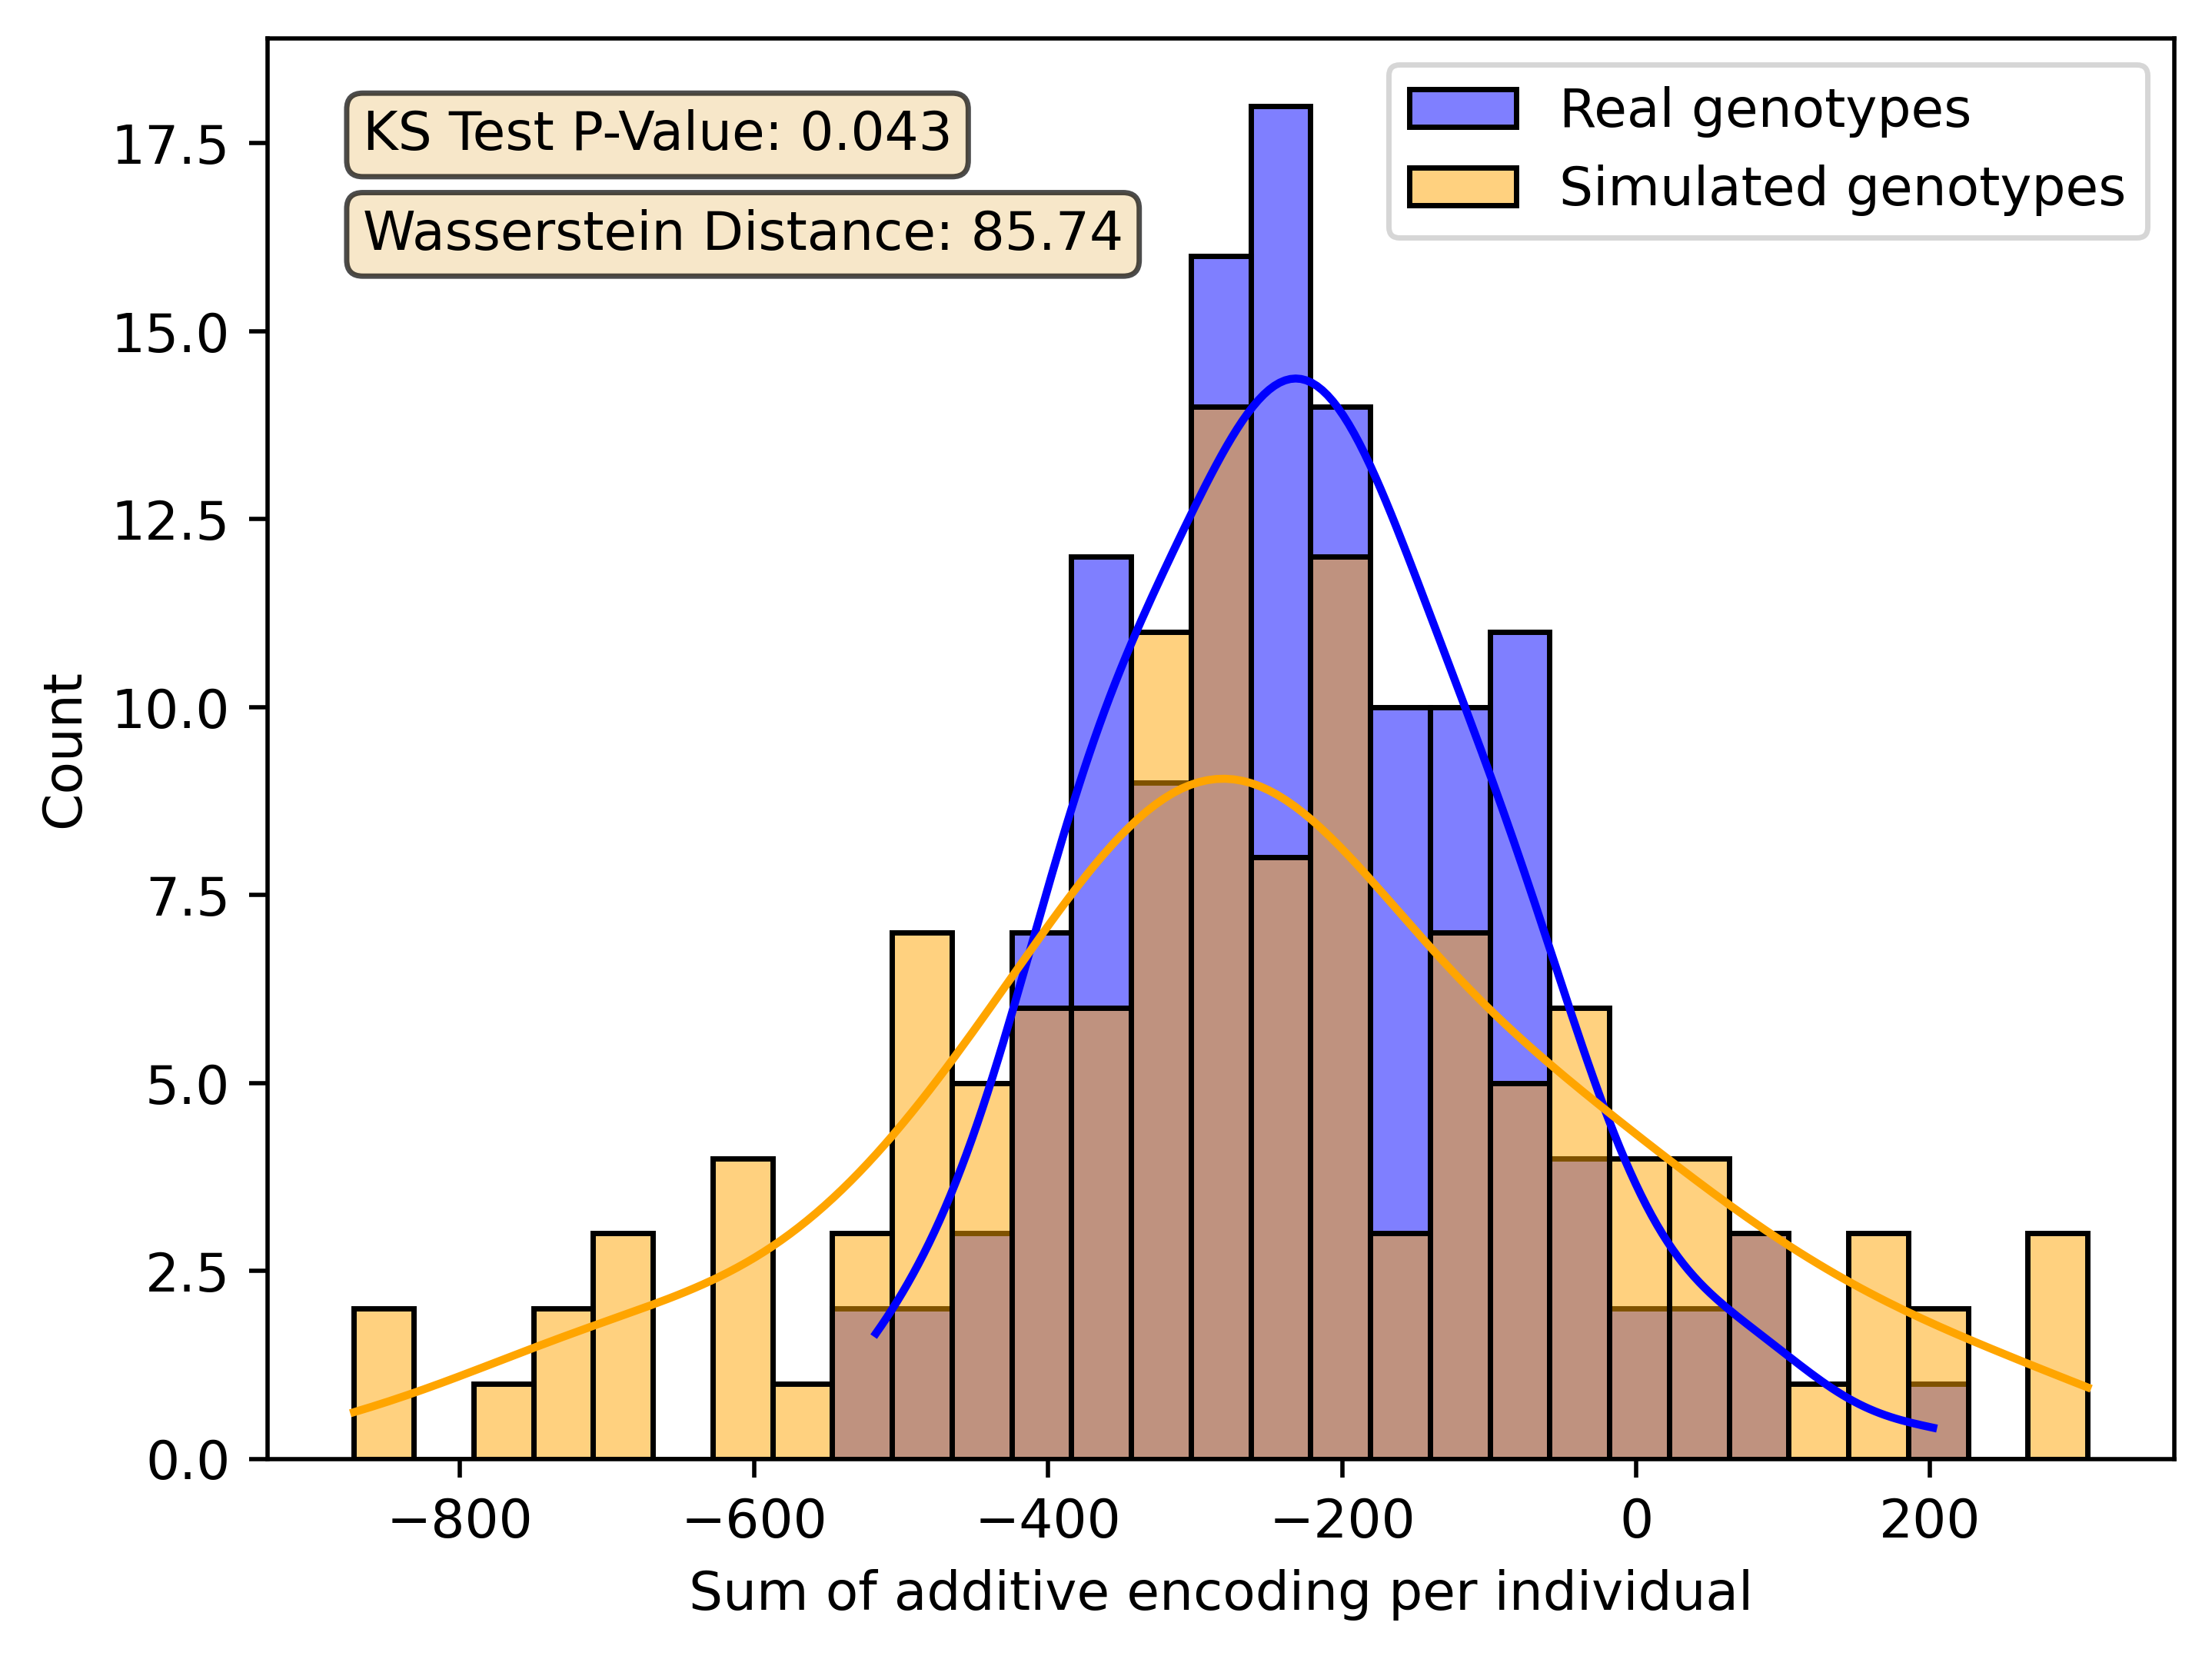 KS Test P-Value: 0.043
Wasserstein Distance: 85.74
Real genotypes
Simulated genotypes
Count
17.5
15.0
12.5
10.0
7.5
5.0
2.5
0.0
−800 −600 −400 −200 0 200
Sum of additive encoding per individual